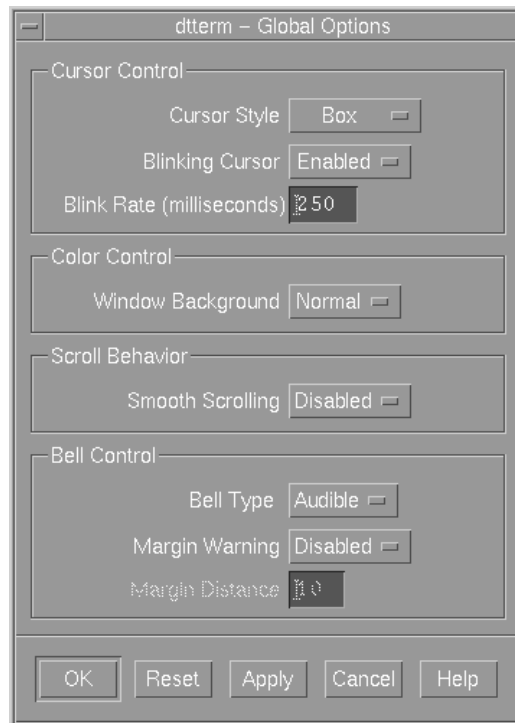 dtterm – Global Options
Cursor Control
Cursor Style Box
Blinking Cursor Enabled
Blink Rate (milliseconds) 250
Color Control
Window Background Normal
Scroll Behavior
Smooth Scrolling Disabled
Bell Control
Bell Type Audible
Margin Warning Disabled
Margin Distance 10
OK Reset Apply Cancel Help